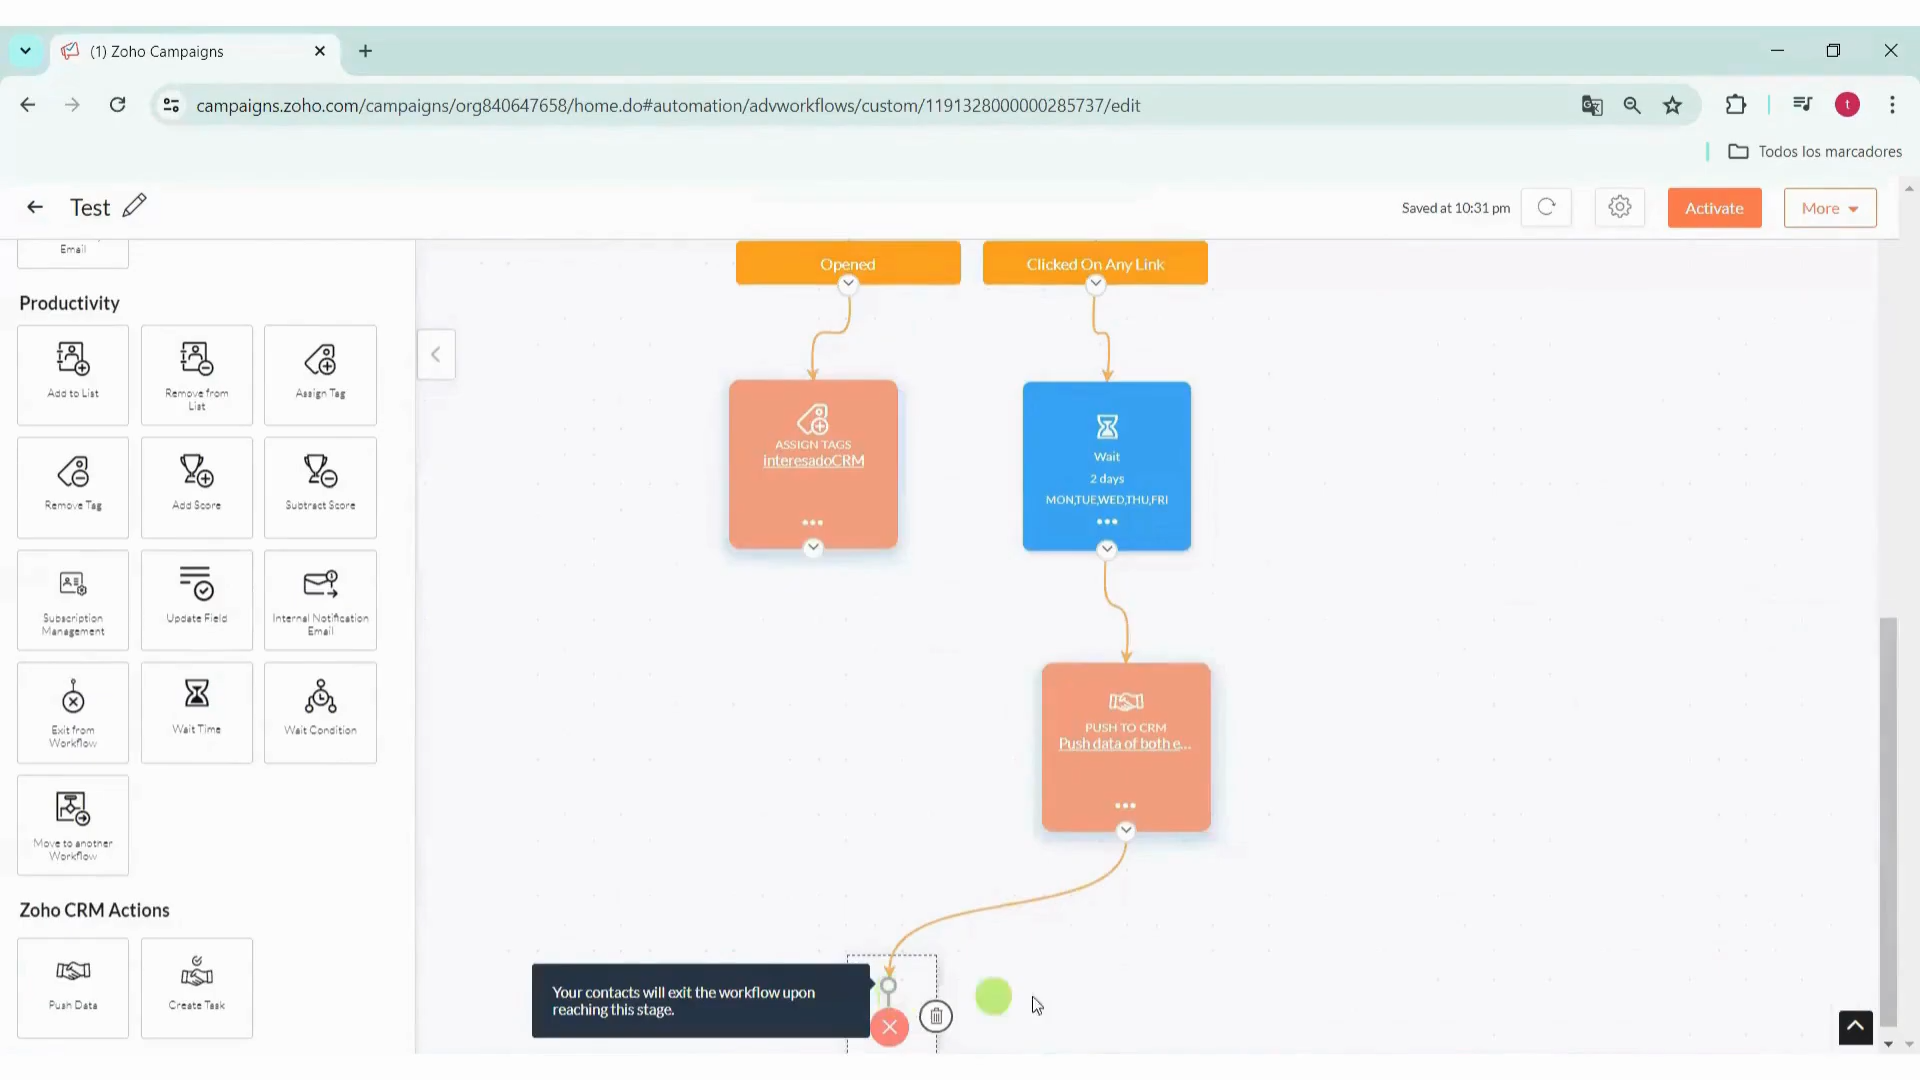 (1) Zoho Campaigns
campaigns.zoho.com/campaigns/org840647658/home.do#automation/advworkflows/custom/1191328000000285737/edit
t
Todos los marcadores
Test
Saved at 10:31 pm
Activate
More
Email
Productivity
Add to List
Remove from
List
Assign Tag
Remove Tag
Add Score
Subtract Score
Subscription
Management
Update Field
Internal Notification
Email
Exit from
Workflow
Wait Time
Wait Condition
Move to another
Workflow
Zoho CRM Actions
Push Data
Create Task
Opened
Clicked On Any Link
ASSIGN TAGS
interesadoCRM
Wait
2 days
MON,TUE,WED,THU,FRI
PUSH TO CRM
Push data of both e...
Your contacts will exit the workflow upon
reaching this stage.